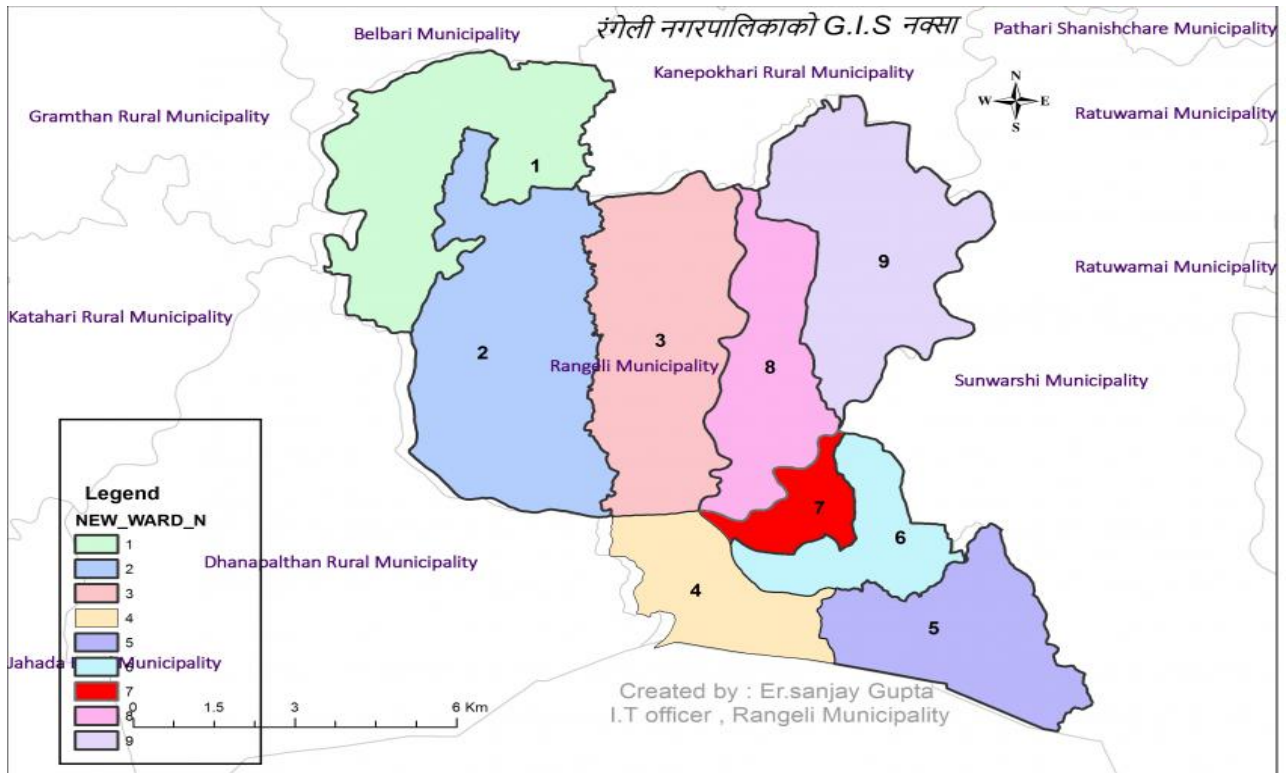 रंगेली नगरपालिकाको G.I.S नक्सा
Belbari Municipality
Pathari Shanishchare Municipality
Kanepokhari Rural Municipality
N
W E
S
Gramthan Rural Municipality
Ratuwamai Municipality
1
9
Ratuwamai Municipality
Katahari Rural Municipality
2
3
Rangeli Municipality
8
Sunwarshi Municipality
7
6
Dhanapalthan Rural Municipality
4
5
Legend
NEW_WARD_N
1
2
3
4
5
6
7
8
9
Jahada Municipality
0 1.5 3 6 Km
Created by : Er.sanjay Gupta
I.T officer , Rangeli Municipality